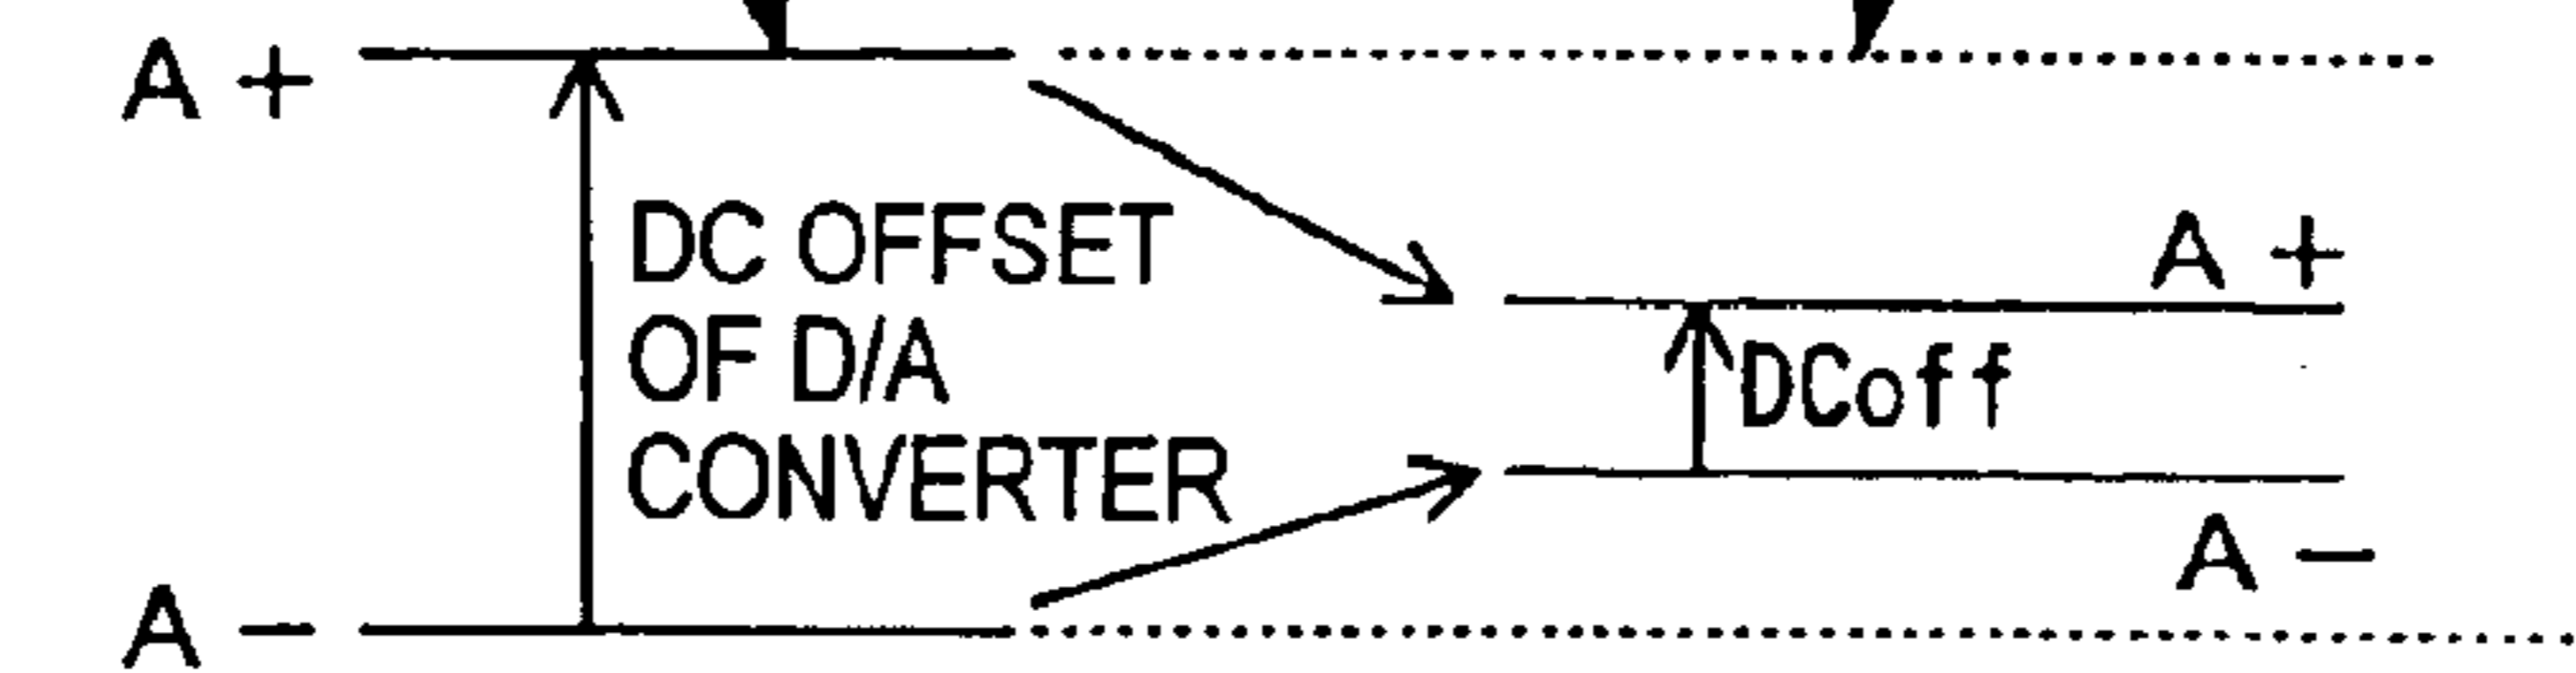 A +
DC OFFSET
OF D/A
CONVERTER
A −
A +
DCoff
A −